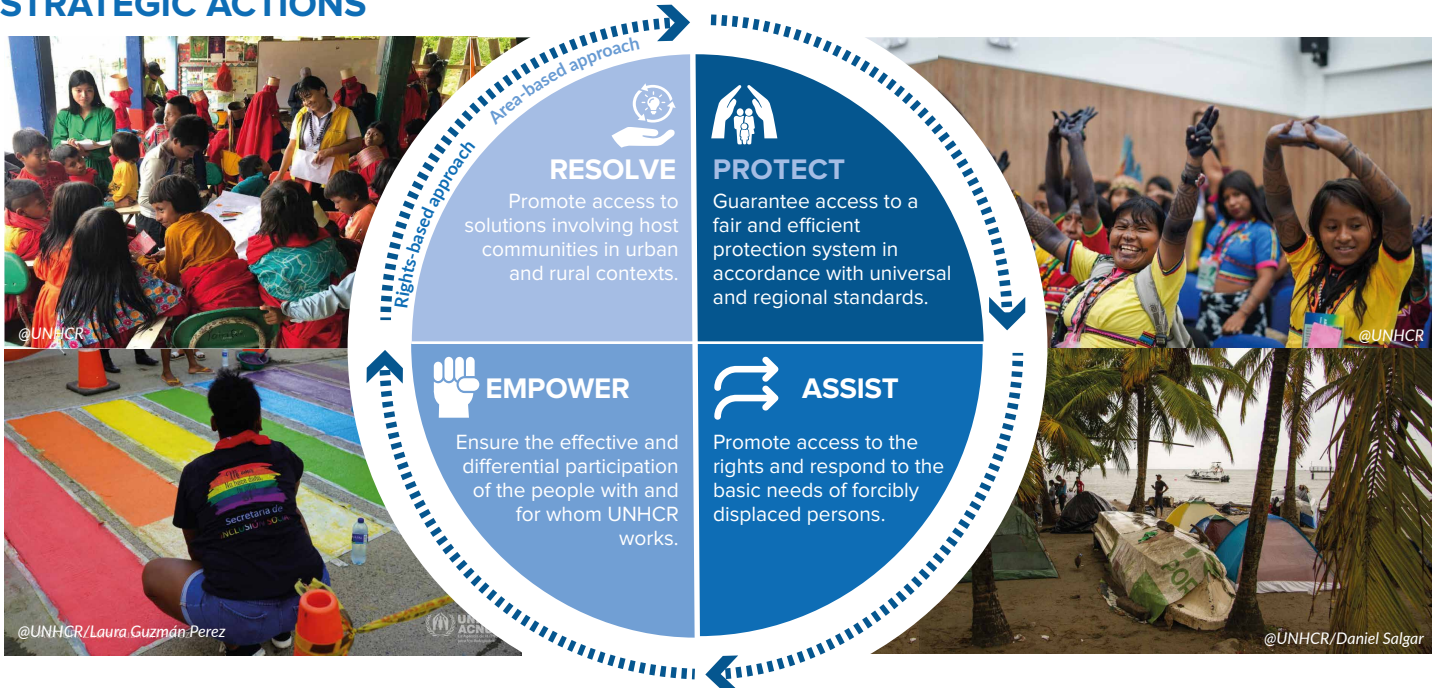 STRATEGIC ACTIONS
Area-based approach
Rights-based approach
RESOLVE
Promote access to
solutions involving host
communities in urban
and rural contexts.
PROTECT
Guarantee access to a
fair and efficient
protection system in
accordance with universal
and regional standards.
EMPOWER
Ensure the effective and
differential participation
of the people with and
for whom UNHCR
works.
ASSIST
Promote access to the
rights and respond to the
basic needs of forcibly
displaced persons.
@UNHCR
@UNHCR
Secretaría de
INCLUSIÓN SOCIAL
@UNHCR/Laura Guzmán Perez
@UNHCR/Daniel Salgar